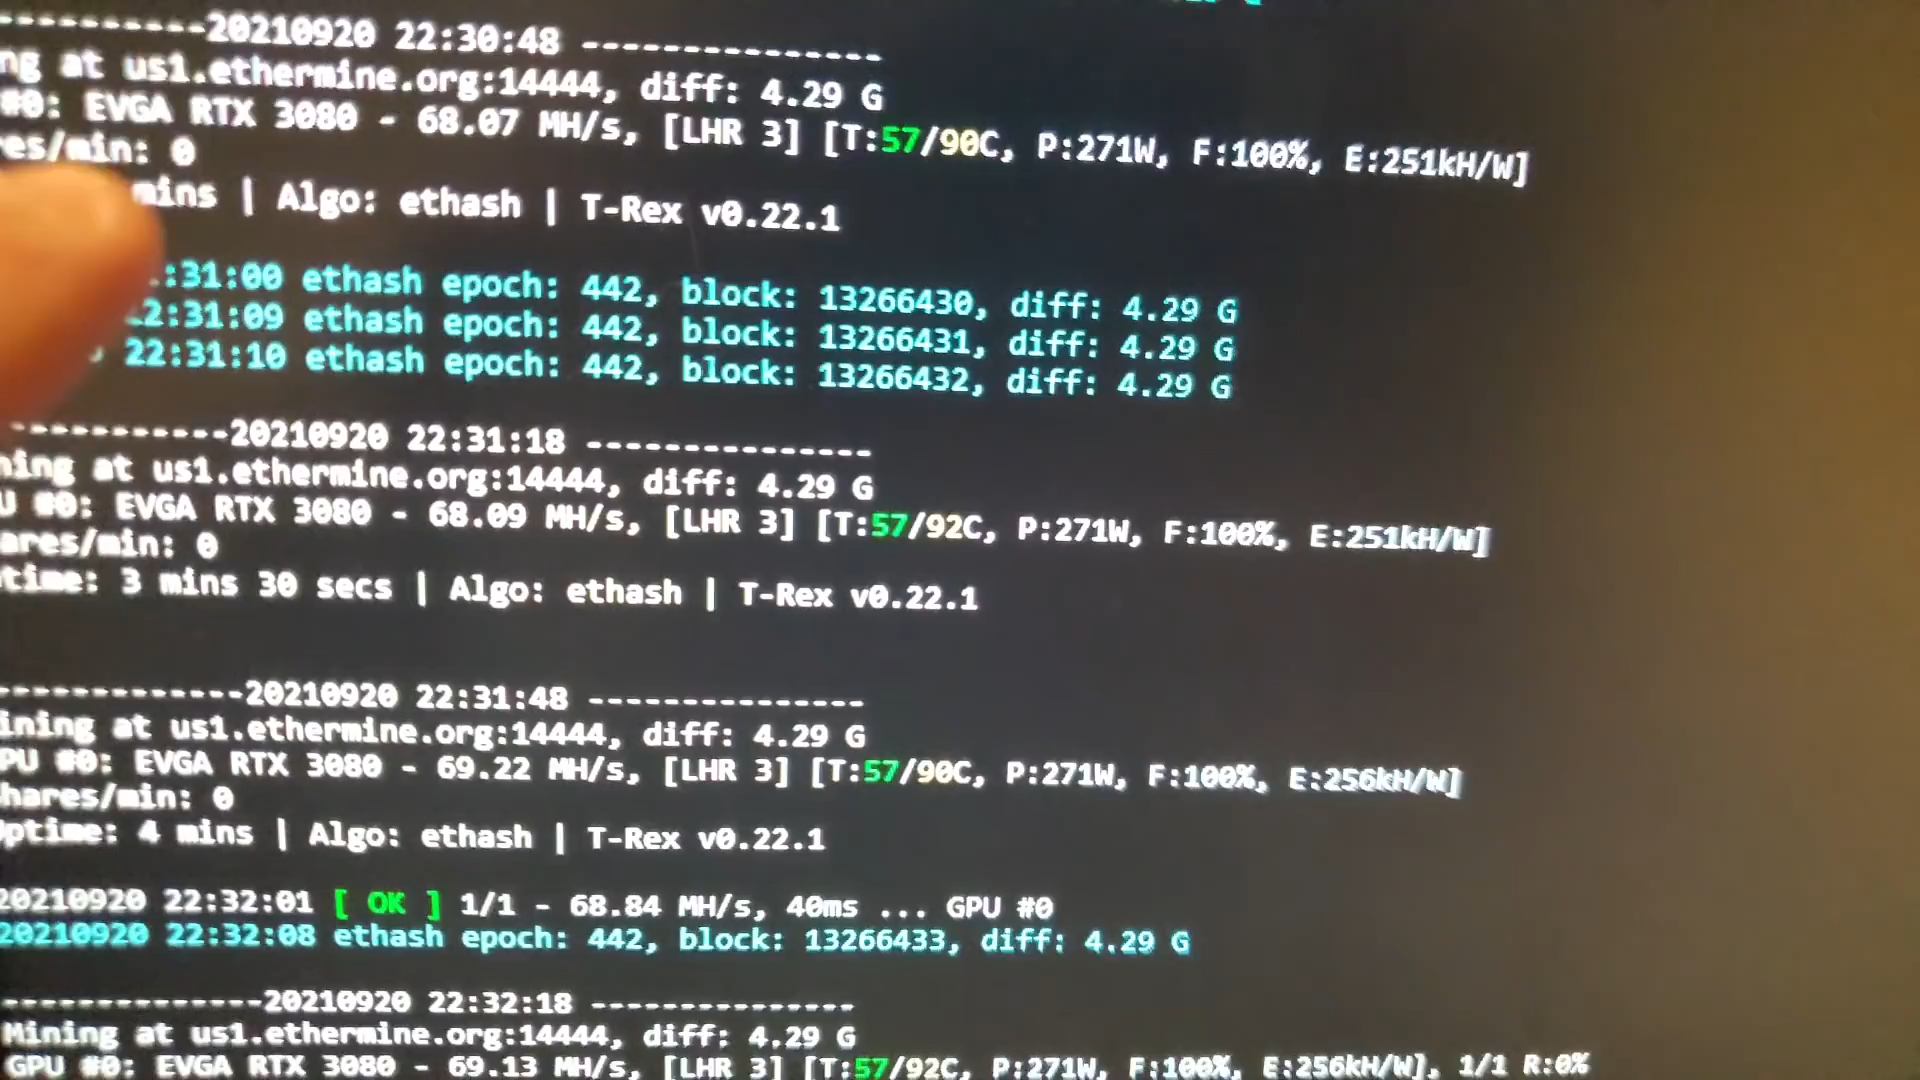 -----------20210920 22:30:48 ---------------
ng at us1.ethermine.org:14444, diff: 4.29 G
#0: EVGA RTX 3080 - 68.07 MH/s, [LHR 3] [T:57/90C, P:271W, F:100%, E:251kH/W]
es/min: 0
mins | Algo: ethash | T-Rex v0.22.1
:31:00 ethash epoch: 442, block: 13266430, diff: 4.29 G
2:31:09 ethash epoch: 442, block: 13266431, diff: 4.29 G
22:31:10 ethash epoch: 442, block: 13266432, diff: 4.29 G
-----------20210920 22:31:18 ---------------
ning at us1.ethermine.org:14444, diff: 4.29 G
U #0: EVGA RTX 3080 - 68.09 MH/s, [LHR 3] [T:57/92C, P:271W, F:100%, E:251kH/W]
ares/min: 0
time: 3 mins 30 secs | Algo: ethash | T-Rex v0.22.1
-------------20210920 22:31:48 ---------------
ining at us1.ethermine.org:14444, diff: 4.29 G
PU #0: EVGA RTX 3080 - 69.22 MH/s, [LHR 3] [T:57/90C, P:271W, F:100%, E:256kH/W]
hares/min: 0
Uptime: 4 mins | Algo: ethash | T-Rex v0.22.1
20210920 22:32:01 [ OK ] 1/1 - 68.84 MH/s, 40ms ... GPU #0
20210920 22:32:08 ethash epoch: 442, block: 13266433, diff: 4.29 G
--------------20210920 22:32:18 ---------------
Mining at us1.ethermine.org:14444, diff: 4.29 G
GPU #0: EVGA RTX 3080 - 69.13 MH/s, [LHR 3] [T:57/92C, P:271W, F:100%, E:256kH/W], 1/1 R:0%